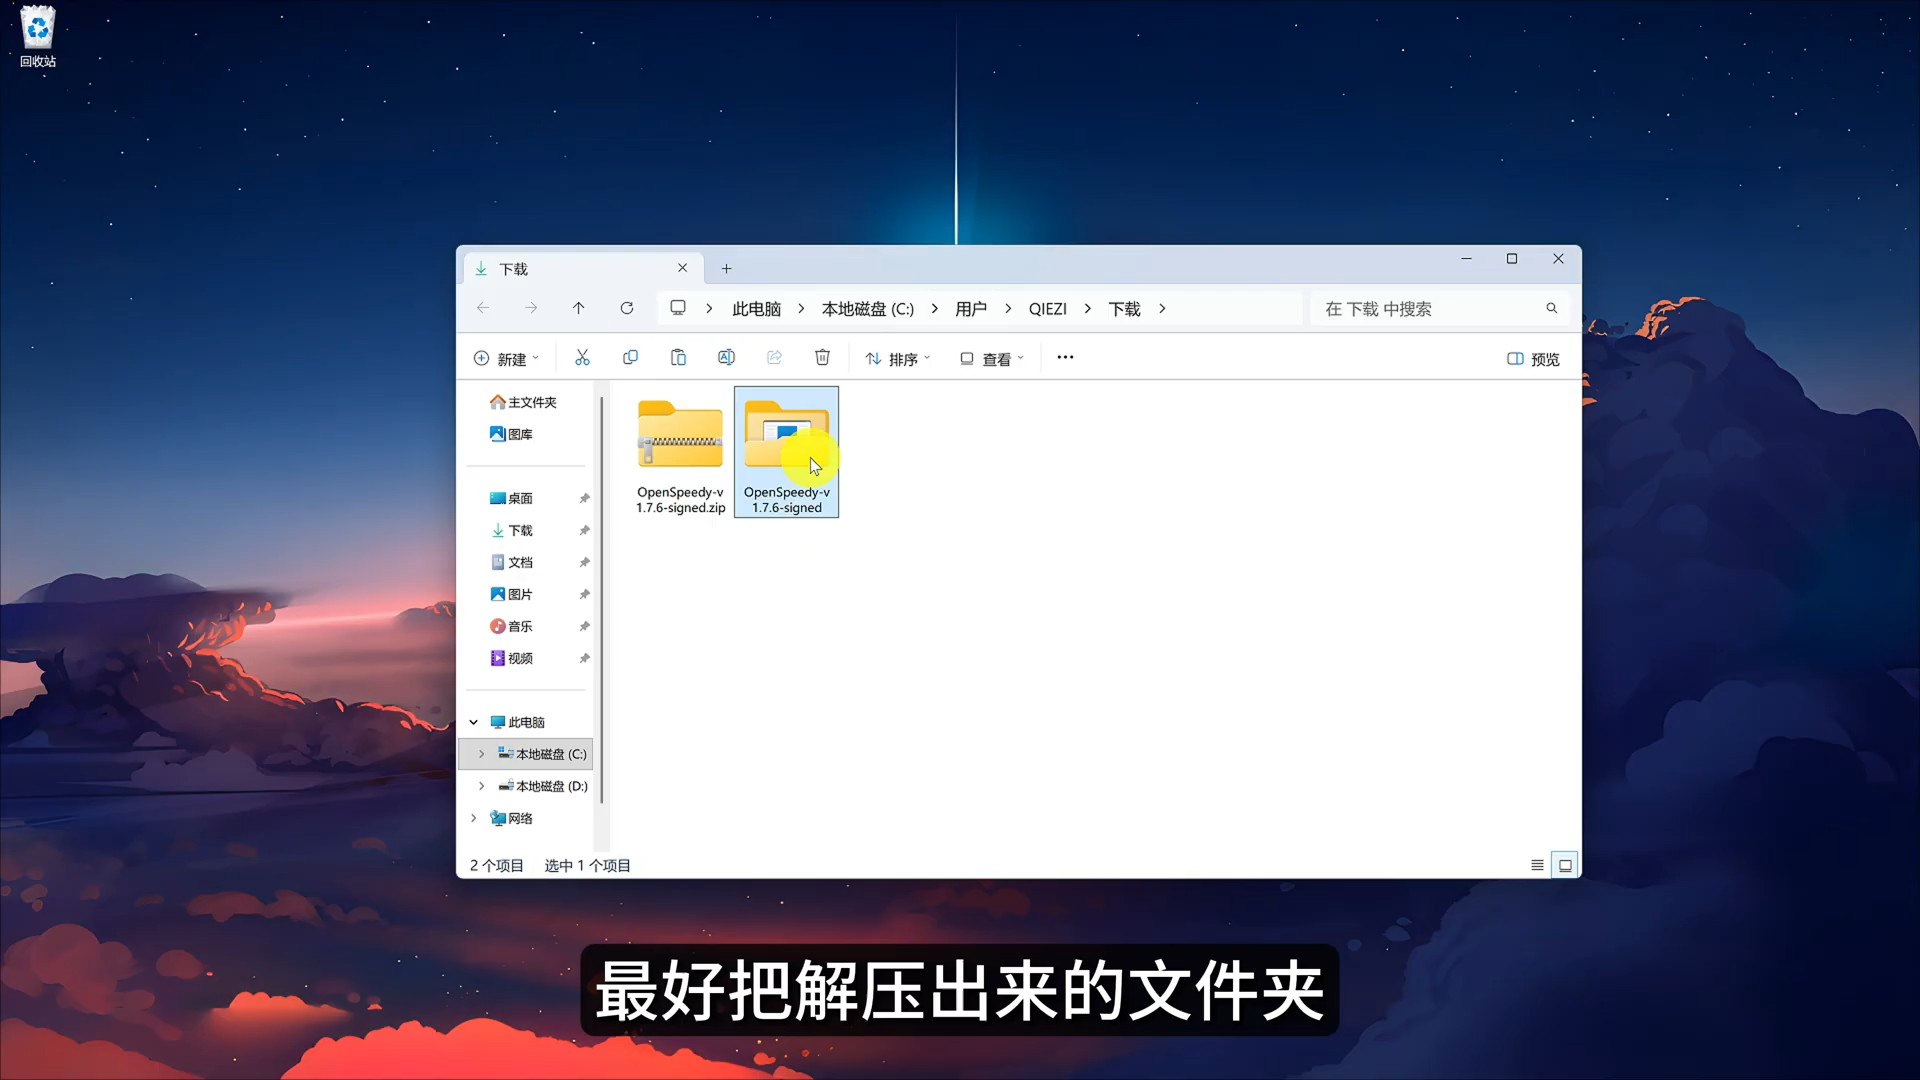 回收站
下载
此电脑
本地磁盘 (C:)
用户
QIEZI
下载
在 下载 中搜索
新建
排序
查看
预览
主文件夹
图库
桌面
下载
文档
图片
音乐
视频
此电脑
本地磁盘 (C:)
本地磁盘 (D:)
网络
OpenSpeedy-v
1.7.6-signed.zip
OpenSpeedy-v
1.7.6-signed
2 个项目
选中 1 个项目
最好把解压出来的文件夹